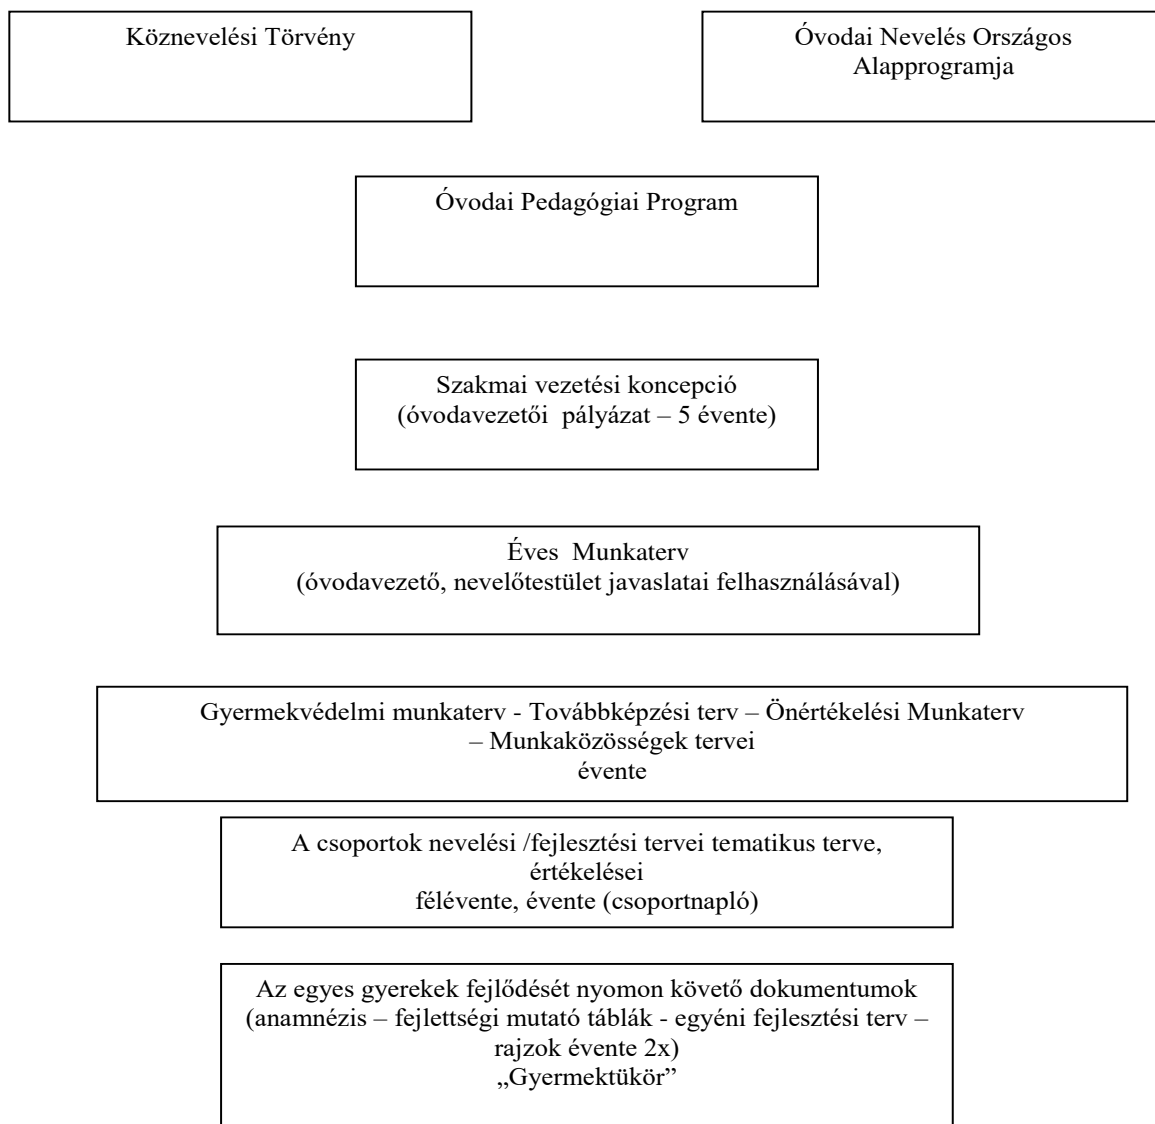 Köznevelési Törvény
Óvodai Nevelés Országos
Alapprogramja
Óvodai Pedagógiai Program
Szakmai vezetési koncepció
(óvodavezetői pályázat – 5 évente)
Éves Munkaterv
(óvodavezető, nevelőtestület javaslatai felhasználásával)
Gyermekvédelmi munkaterv - Továbbképzési terv – Önértékelési Munkaterv
– Munkaközösségek tervei
évente
A csoportok nevelési /fejlesztési tervei tematikus terve,
értékelései
félévente, évente (csoportnapló)
Az egyes gyerekek fejlődését nyomon követő dokumentumok
(anamnézis – fejlettségi mutató táblák - egyéni fejlesztési terv –
rajzok évente 2x)
„Gyermektükör”